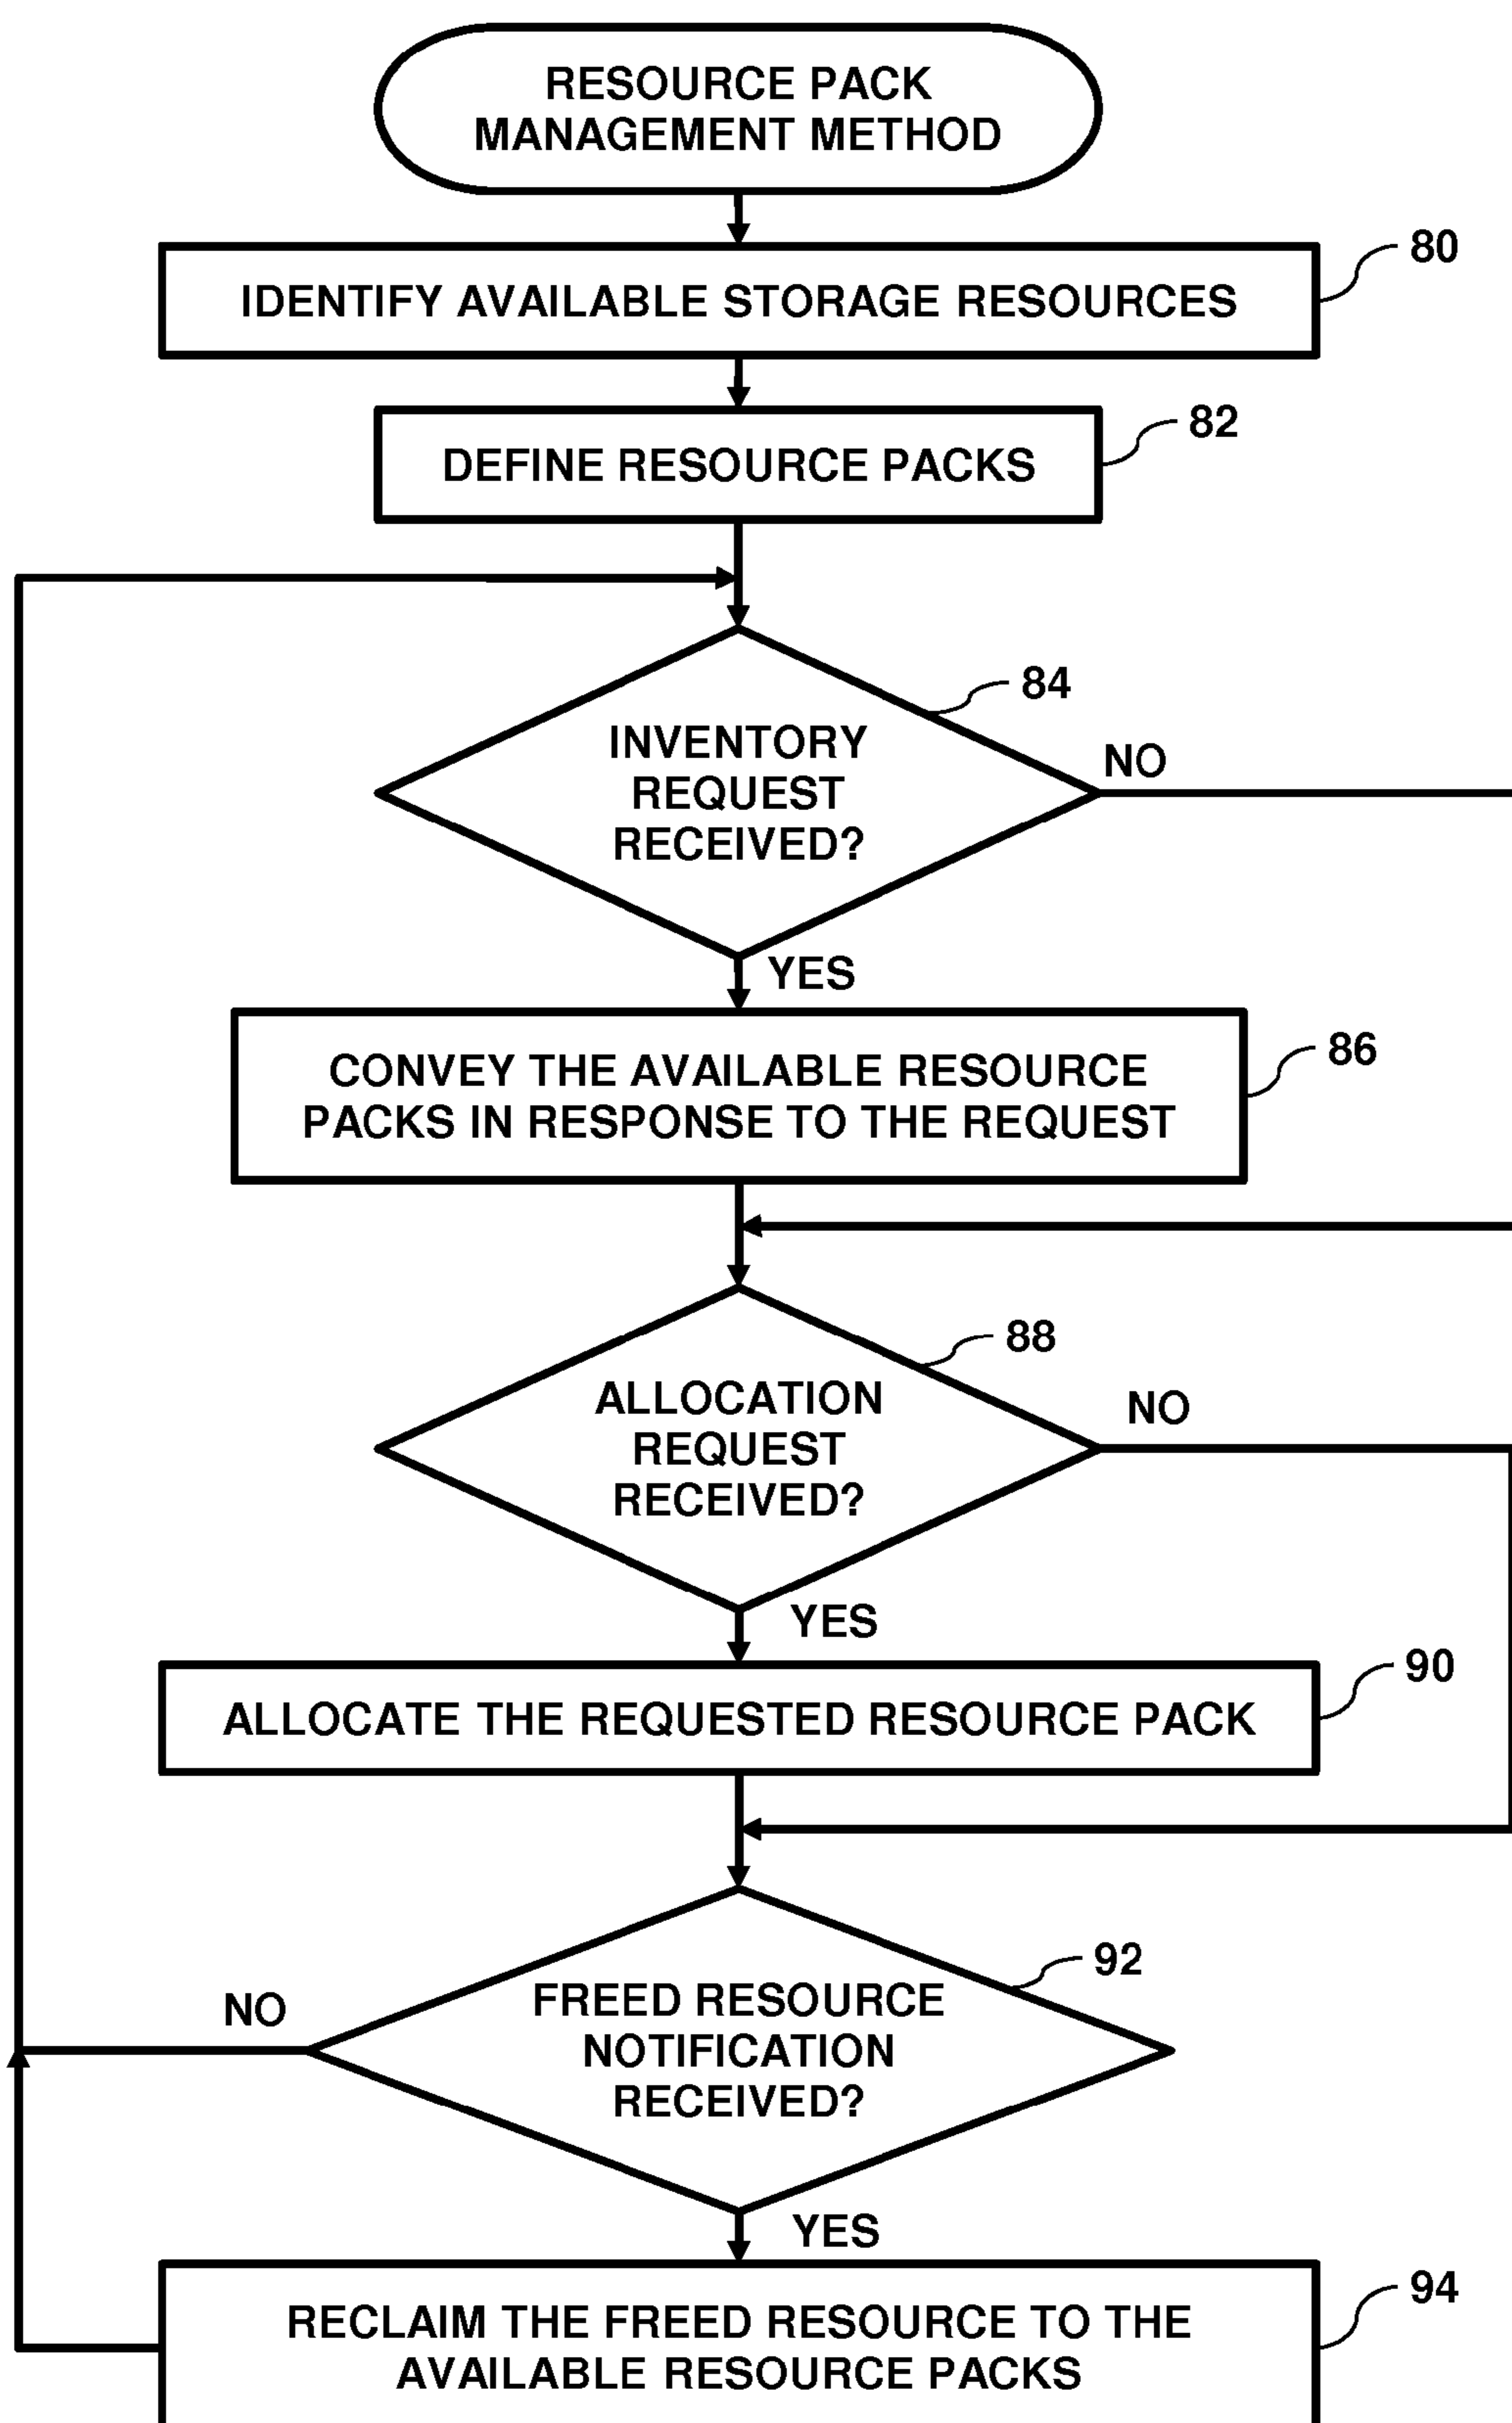 RESOURCE PACK
MANAGEMENT METHOD
80
IDENTIFY AVAILABLE STORAGE RESOURCES
82
DEFINE RESOURCE PACKS
84
INVENTORY
REQUEST
RECEIVED?
NO
YES
86
CONVEY THE AVAILABLE RESOURCE
PACKS IN RESPONSE TO THE REQUEST
88
ALLOCATION
REQUEST
RECEIVED?
NO
YES
90
ALLOCATE THE REQUESTED RESOURCE PACK
92
FREED RESOURCE
NOTIFICATION
RECEIVED?
NO
YES
94
RECLAIM THE FREED RESOURCE TO THE
AVAILABLE RESOURCE PACKS